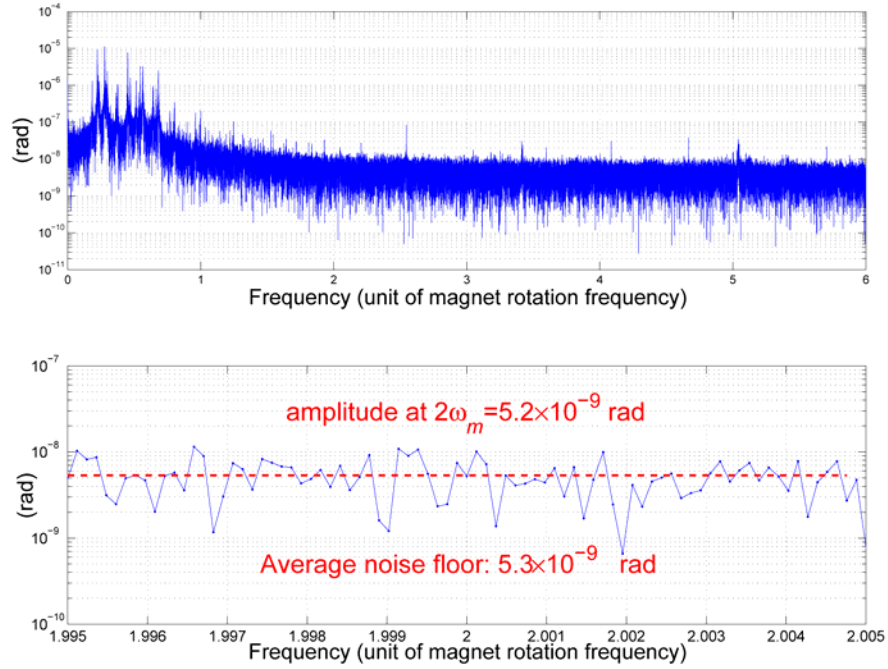 10^-4
10^-5
10^-6
10^-7
10^-8
10^-9
10^-10
10^-11
(rad)
0 1 2 3 4 5 6
Frequency (unit of magnet rotation frequency)
10^-7
10^-8
10^-9
10^-10
(rad)
amplitude at 2ω_m=5.2×10^-9 rad
Average noise floor: 5.3×10^-9 rad
1.995 1.996 1.997 1.998 1.999 2 2.001 2.002 2.003 2.004 2.005
Frequency (unit of magnet rotation frequency)